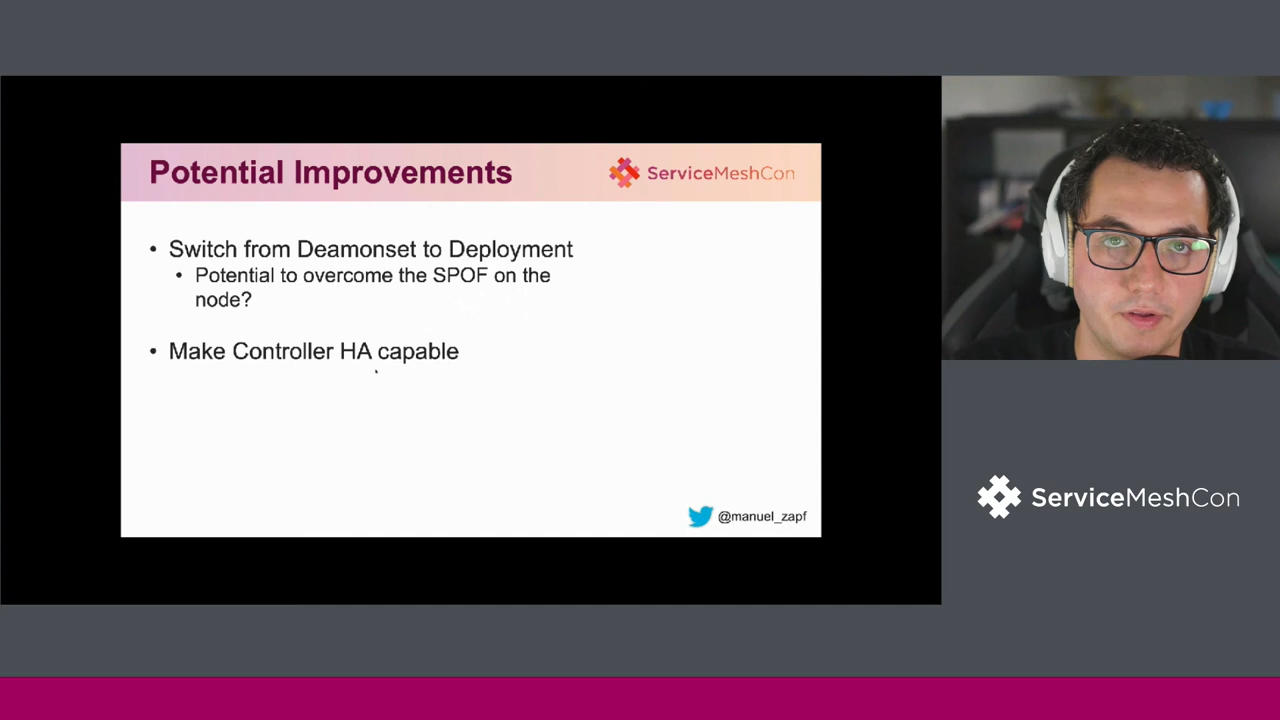 Potential Improvements
ServiceMeshCon
• Switch from Deamonset to Deployment
• Potential to overcome the SPOF on the
node?
• Make Controller HA capable
@manuel_zapf
ServiceMeshCon